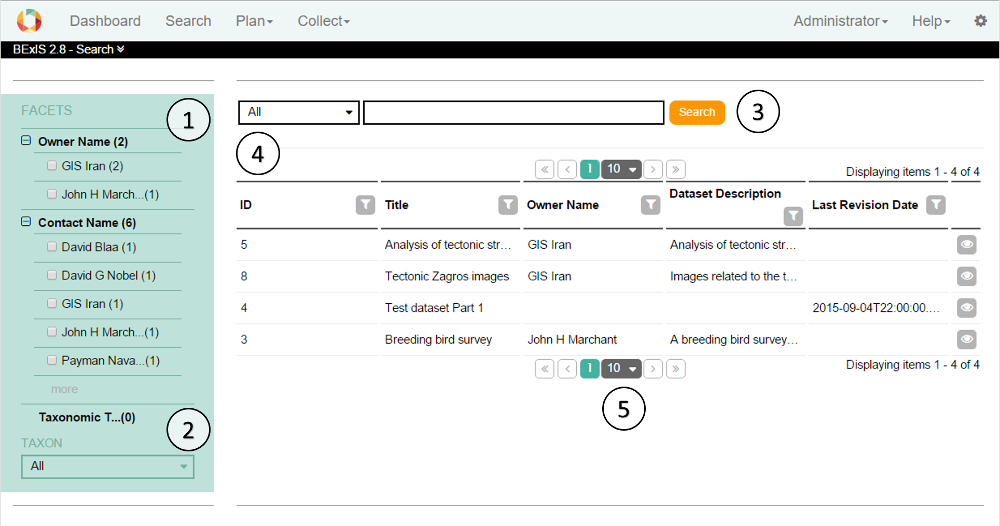 Dashboard Search Plan Collect Administrator Help
BExIS 2.8 - Search
FACETS
1
Owner Name (2)
GIS Iran (2)
John H March...(1)
Contact Name (6)
David Blaa (1)
David G Nobel (1)
GIS Iran (1)
John H March...(1)
Payman Nava...(1)
more
Taxonomic T...(0)
2
TAXON
All
All Search 3
4
« < 1 10 > »
Displaying items 1 - 4 of 4
ID Title Owner Name Dataset Description Last Revision Date
5 Analysis of tectonic str... GIS Iran Analysis of tectonic str...
8 Tectonic Zagros images GIS Iran Images related to the t...
4 Test dataset Part 1 2015-09-04T22:00:00....
3 Breeding bird survey John H Marchant A breeding bird survey...
« < 1 10 > »
Displaying items 1 - 4 of 4
5